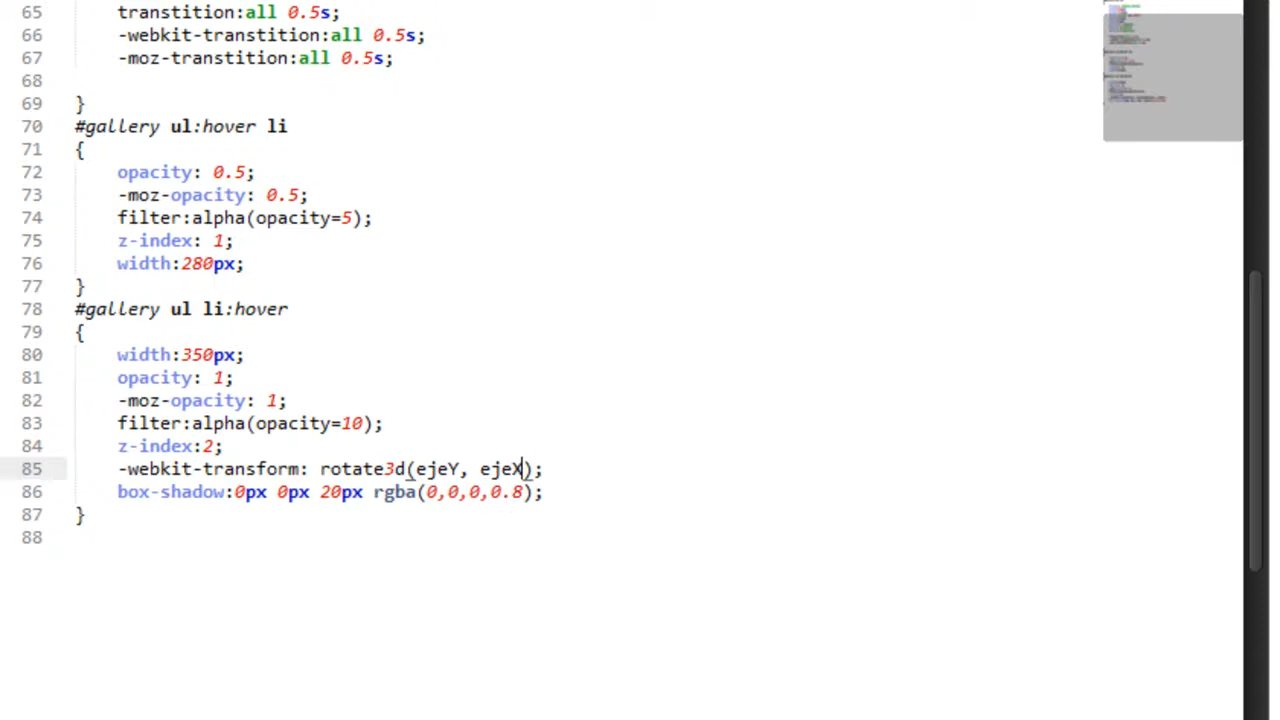 65 transtition:all 0.5s;
66 -webkit-transtition:all 0.5s;
67 -moz-transtition:all 0.5s;
68
69 }
70 #gallery ul:hover li
71 {
72 opacity: 0.5;
73 -moz-opacity: 0.5;
74 filter:alpha(opacity=5);
75 z-index: 1;
76 width:280px;
77 }
78 #gallery ul li:hover
79 {
80 width:350px;
81 opacity: 1;
82 -moz-opacity: 1;
83 filter:alpha(opacity=10);
84 z-index:2;
85 -webkit-transform: rotate3d(ejeY, ejeX);
86 box-shadow:0px 0px 20px rgba(0,0,0,0.8);
87 }
88